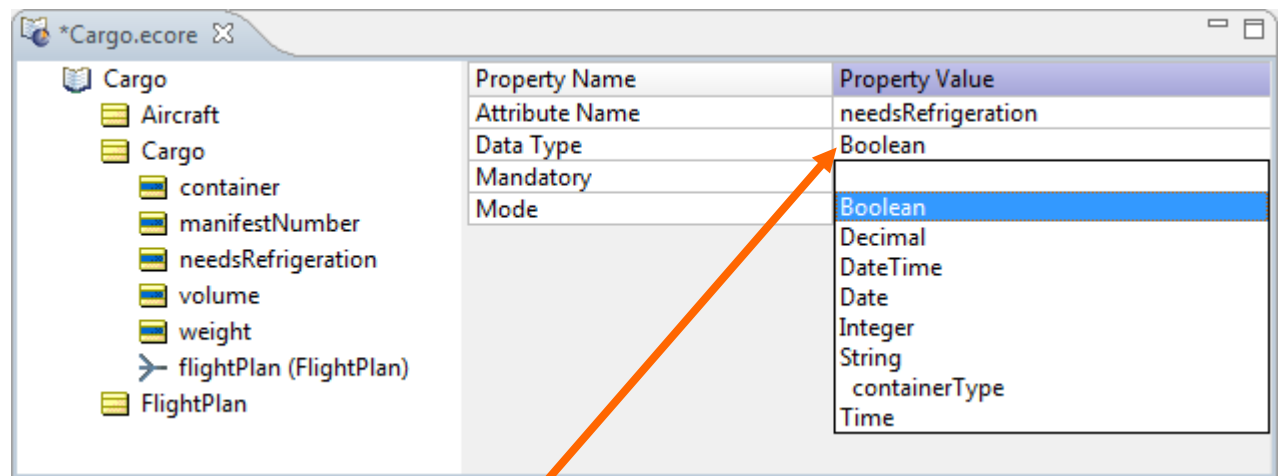 *Cargo.ecore
Cargo
Aircraft
Cargo
container
manifestNumber
needsRefrigeration
volume
weight
flightPlan (FlightPlan)
FlightPlan
Property Name Property Value
Attribute Name needsRefrigeration
Data Type Boolean
Mandatory
Mode
Boolean
Decimal
DateTime
Date
Integer
String
containerType
Time